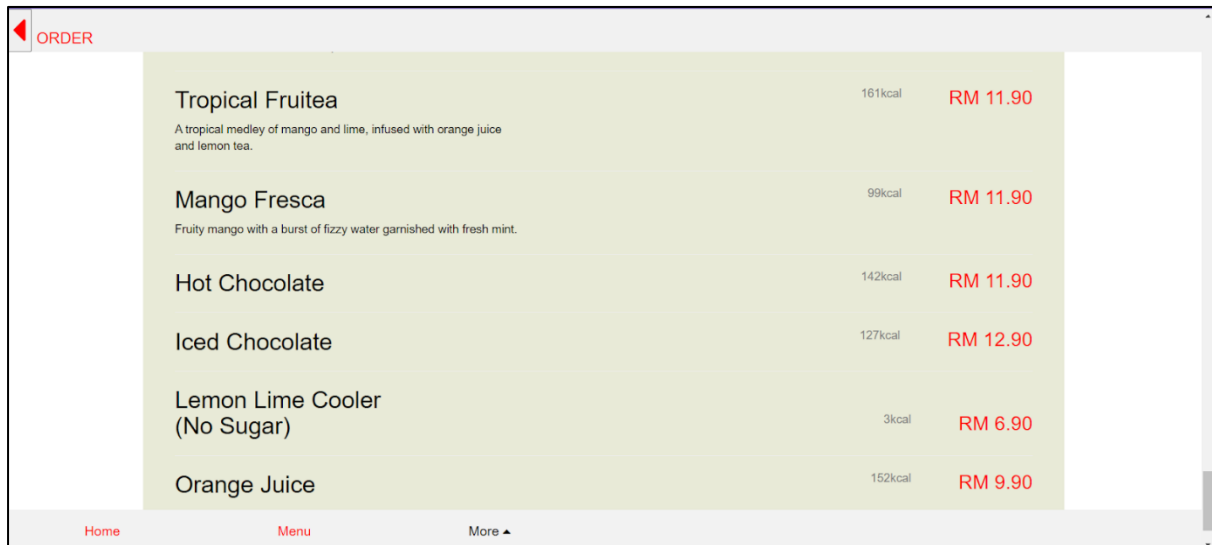 ORDER
Tropical Fruitea 161kcal RM 11.90
A tropical medley of mango and lime, infused with orange juice
and lemon tea.
Mango Fresca 99kcal RM 11.90
Fruity mango with a burst of fizzy water garnished with fresh mint.
Hot Chocolate 142kcal RM 11.90
Iced Chocolate 127kcal RM 12.90
Lemon Lime Cooler
(No Sugar) 3kcal RM 6.90
Orange Juice 152kcal RM 9.90
Home Menu More